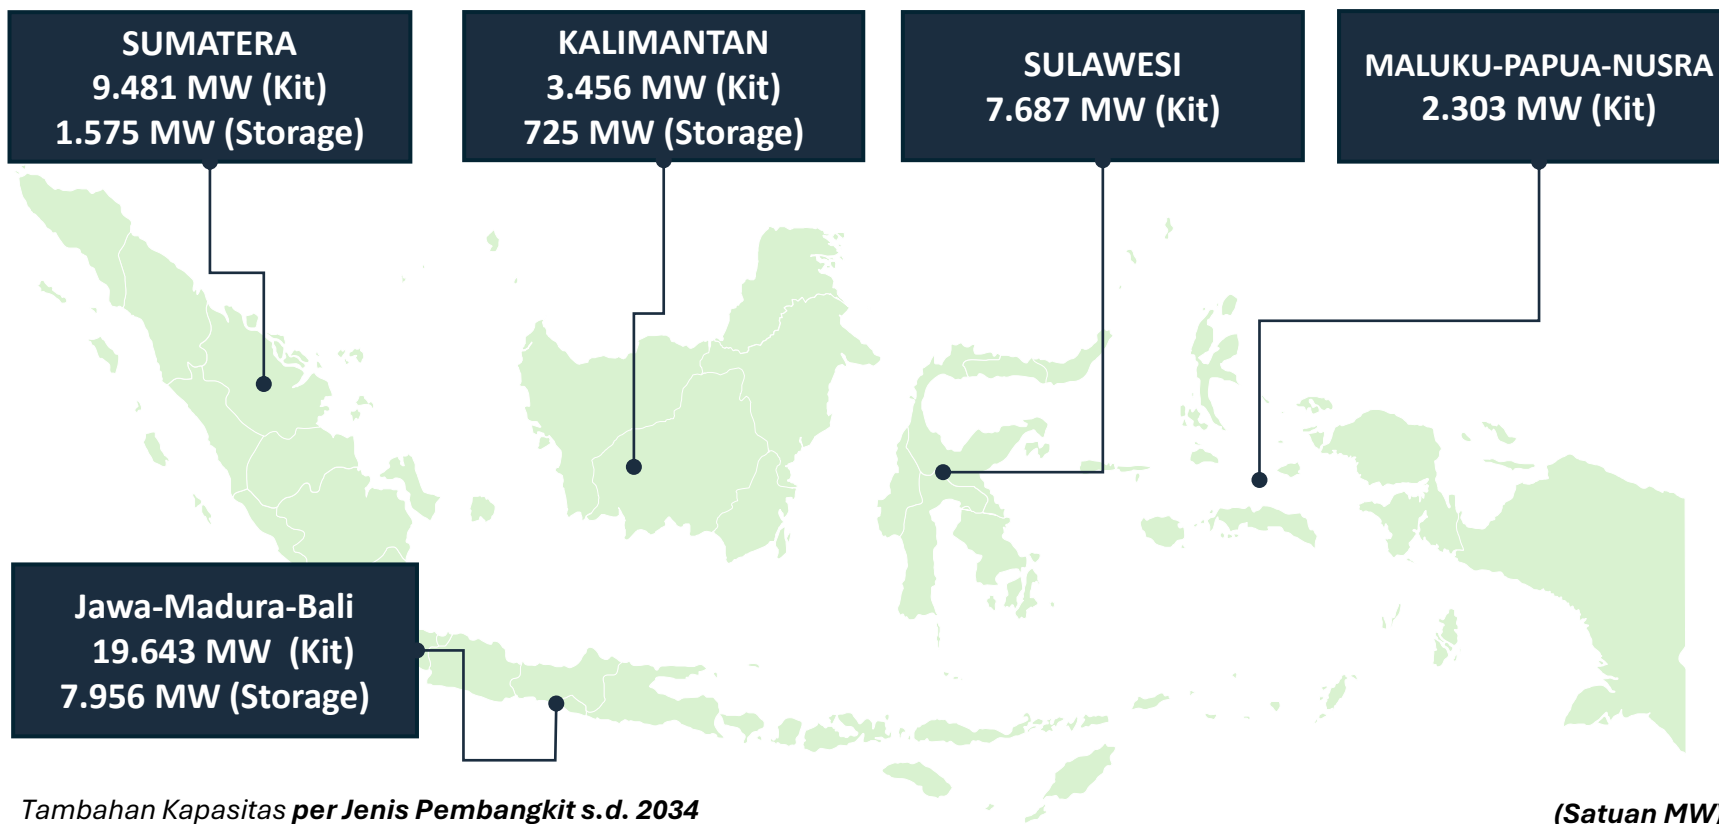 SUMATERA
9.481 MW (Kit)
1.575 MW (Storage)
KALIMANTAN
3.456 MW (Kit)
725 MW (Storage)
SULAWESI
7.687 MW (Kit)
MALUKU-PAPUA-NUSRA
2.303 MW (Kit)
Jawa-Madura-Bali
19.643 MW (Kit)
7.956 MW (Storage)
Tambahan Kapasitas per Jenis Pembangkit s.d. 2034
(Satuan MW)